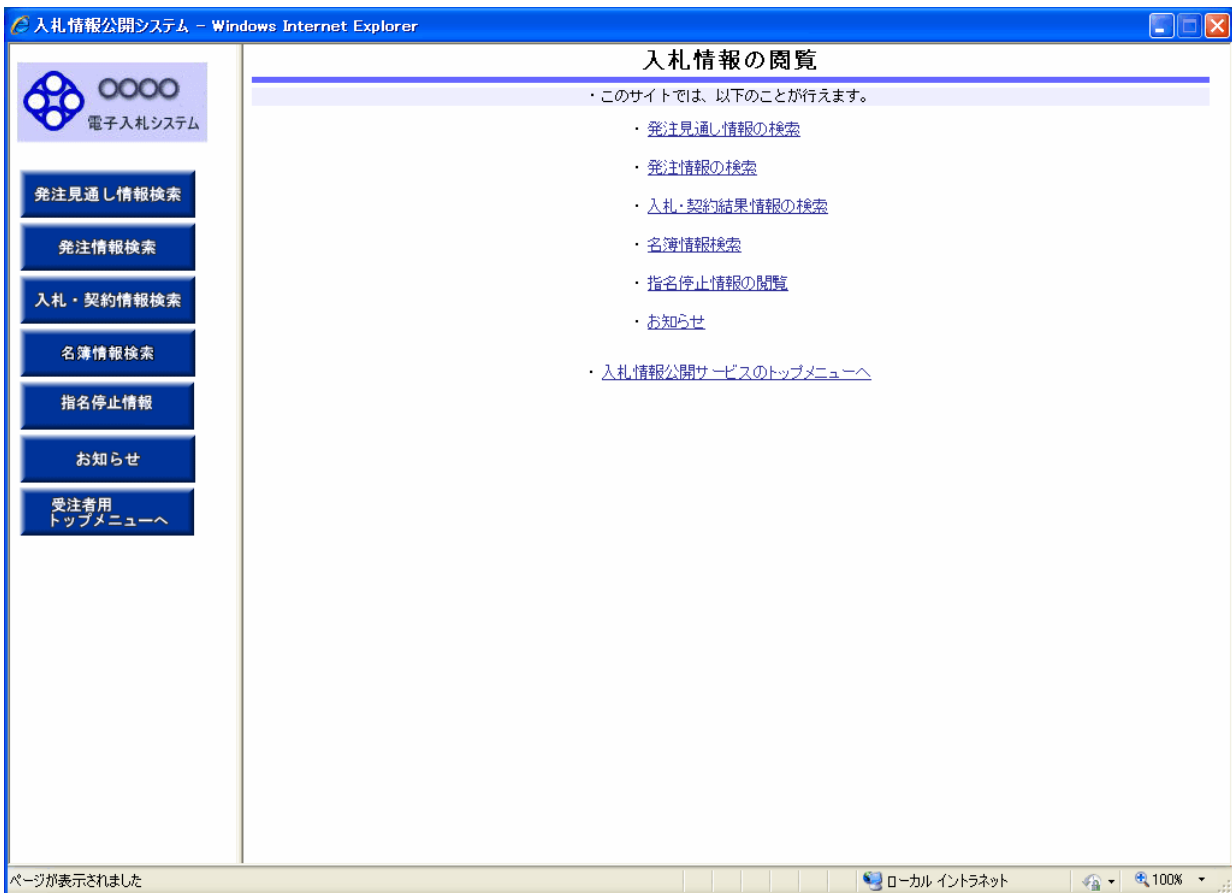 入札情報公開システム - Windows Internet Explorer
○○○○
電子入札システム
発注見通し情報検索
発注情報検索
入札・契約情報検索
名簿情報検索
指名停止情報
お知らせ
受注者用
トップメニューへ
入札情報の閲覧
・このサイトでは、以下のことが行えます。
・発注見通し情報の検索
・発注情報の検索
・入札・契約結果情報の検索
・名簿情報検索
・指名停止情報の閲覧
・お知らせ
・入札情報公開サービスのトップメニューへ
ページが表示されました
ローカル イントラネット
100%